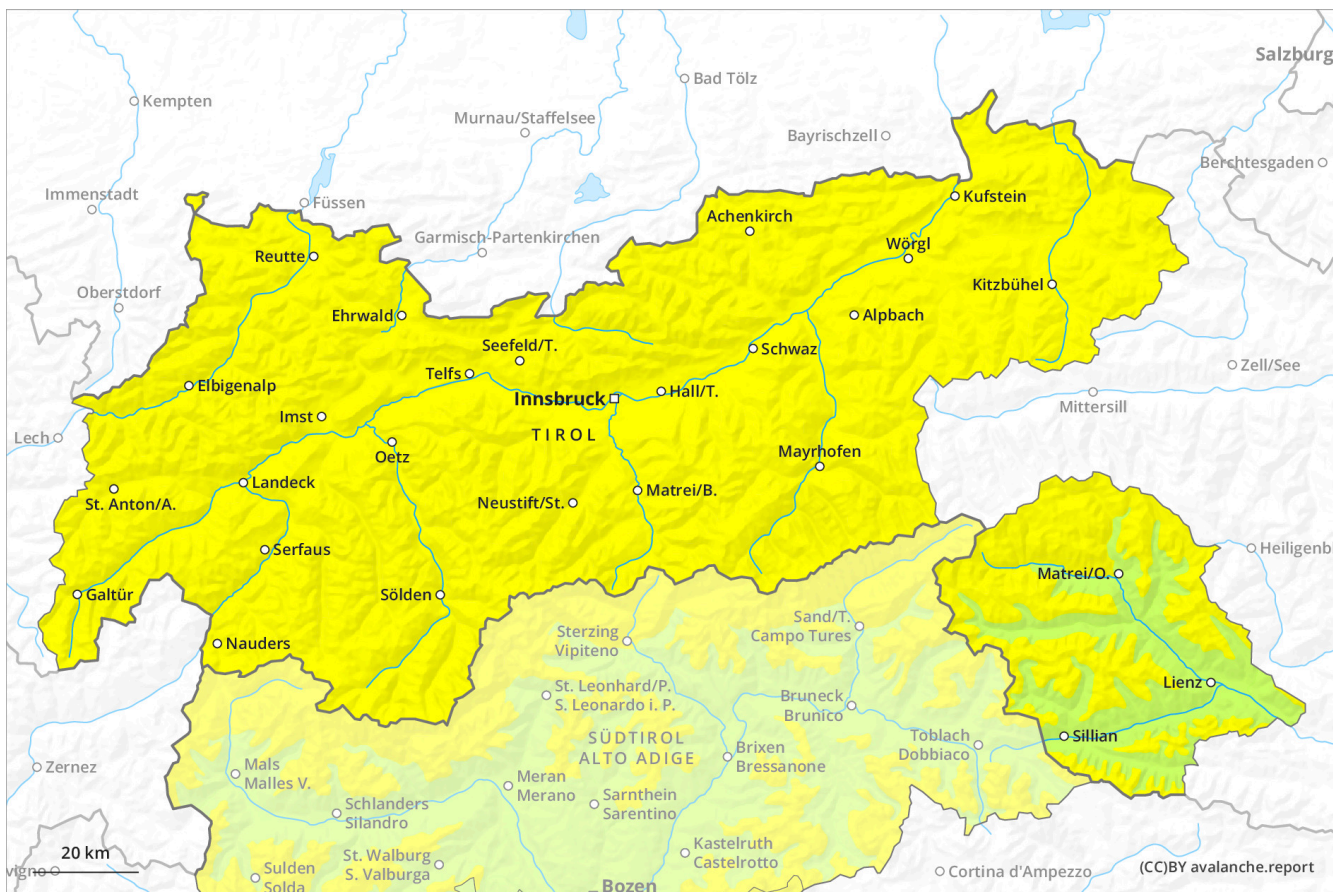 Salzburg
Bad Tölz
Kempten
Murnau/Staffelsee
Bayrischzell
Berchtesgaden
Immenstadt
Füssen
Kufstein
Achenkirch
Garmisch-Partenkirchen
Wörgl
Reutte
Kitzbühel
Oberstdorf
Ehrwald
Alpbach
Seefeld/T.
Schwaz
Zell/See
Telfs
Elbigenalp
Hall/T.
Innsbruck
Mittersill
Imst
TIROL
Lech
Oetz
Mayrhofen
Landeck
Matrei/B.
St. Anton/A.
Neustift/St.
Serfaus
Heiligenb
Matrei/O.
Galtür
Sölden
Sand/T.
Campo Tures
Sterzing
Vipiteno
Nauders
Lienz
St. Leonhard/P.
S. Leonardo i. P.
Bruneck
Brunico
SÜDTIROL
ALTO ADIGE
Toblach
Dobbiaco
Sillian
Brixen
Bressanone
Zernez
Mals
Malles V.
Meran
Merano
Schlanders
Silandro
Sarnthein
Sarentino
20 km
Kastelruth
Castelrotto
St. Walburg
S. Valburga
vigno
Sulden
Solda
Cortina d'Ampezzo
(CC)BY avalanche.report
Bozen